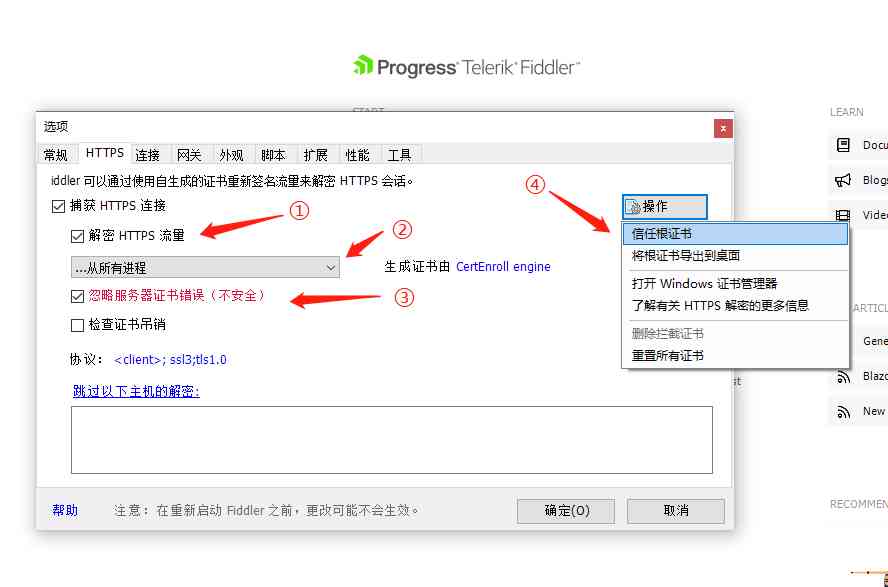 Progress Telerik Fiddler
START
选项
LEARN
常规 HTTPS 连接 网关 外观 脚本 扩展 性能 工具
iddler 可以通过使用自生成的证书重新签名流量来解密 HTTPS 会话。
捕获 HTTPS 连接
解密 HTTPS 流量
①
...从所有进程
②
生成证书由 CertEnroll engine
忽略服务器证书错误（不安全）
③
检查证书吊销
协议： <client>; ssl3;tls1.0
跳过以下主机的解密:
④
操作
信任根证书
将根证书导出到桌面
打开 Windows 证书管理器
了解有关 HTTPS 解密的更多信息
删除拦截证书
重置所有证书
帮助
注意：在重新启动 Fiddler 之前，更改可能不会生效。
确定(O)
取消
Docu
Blogs
Vide
ARTICL
Gene
Blazo
New
RECOMMEN